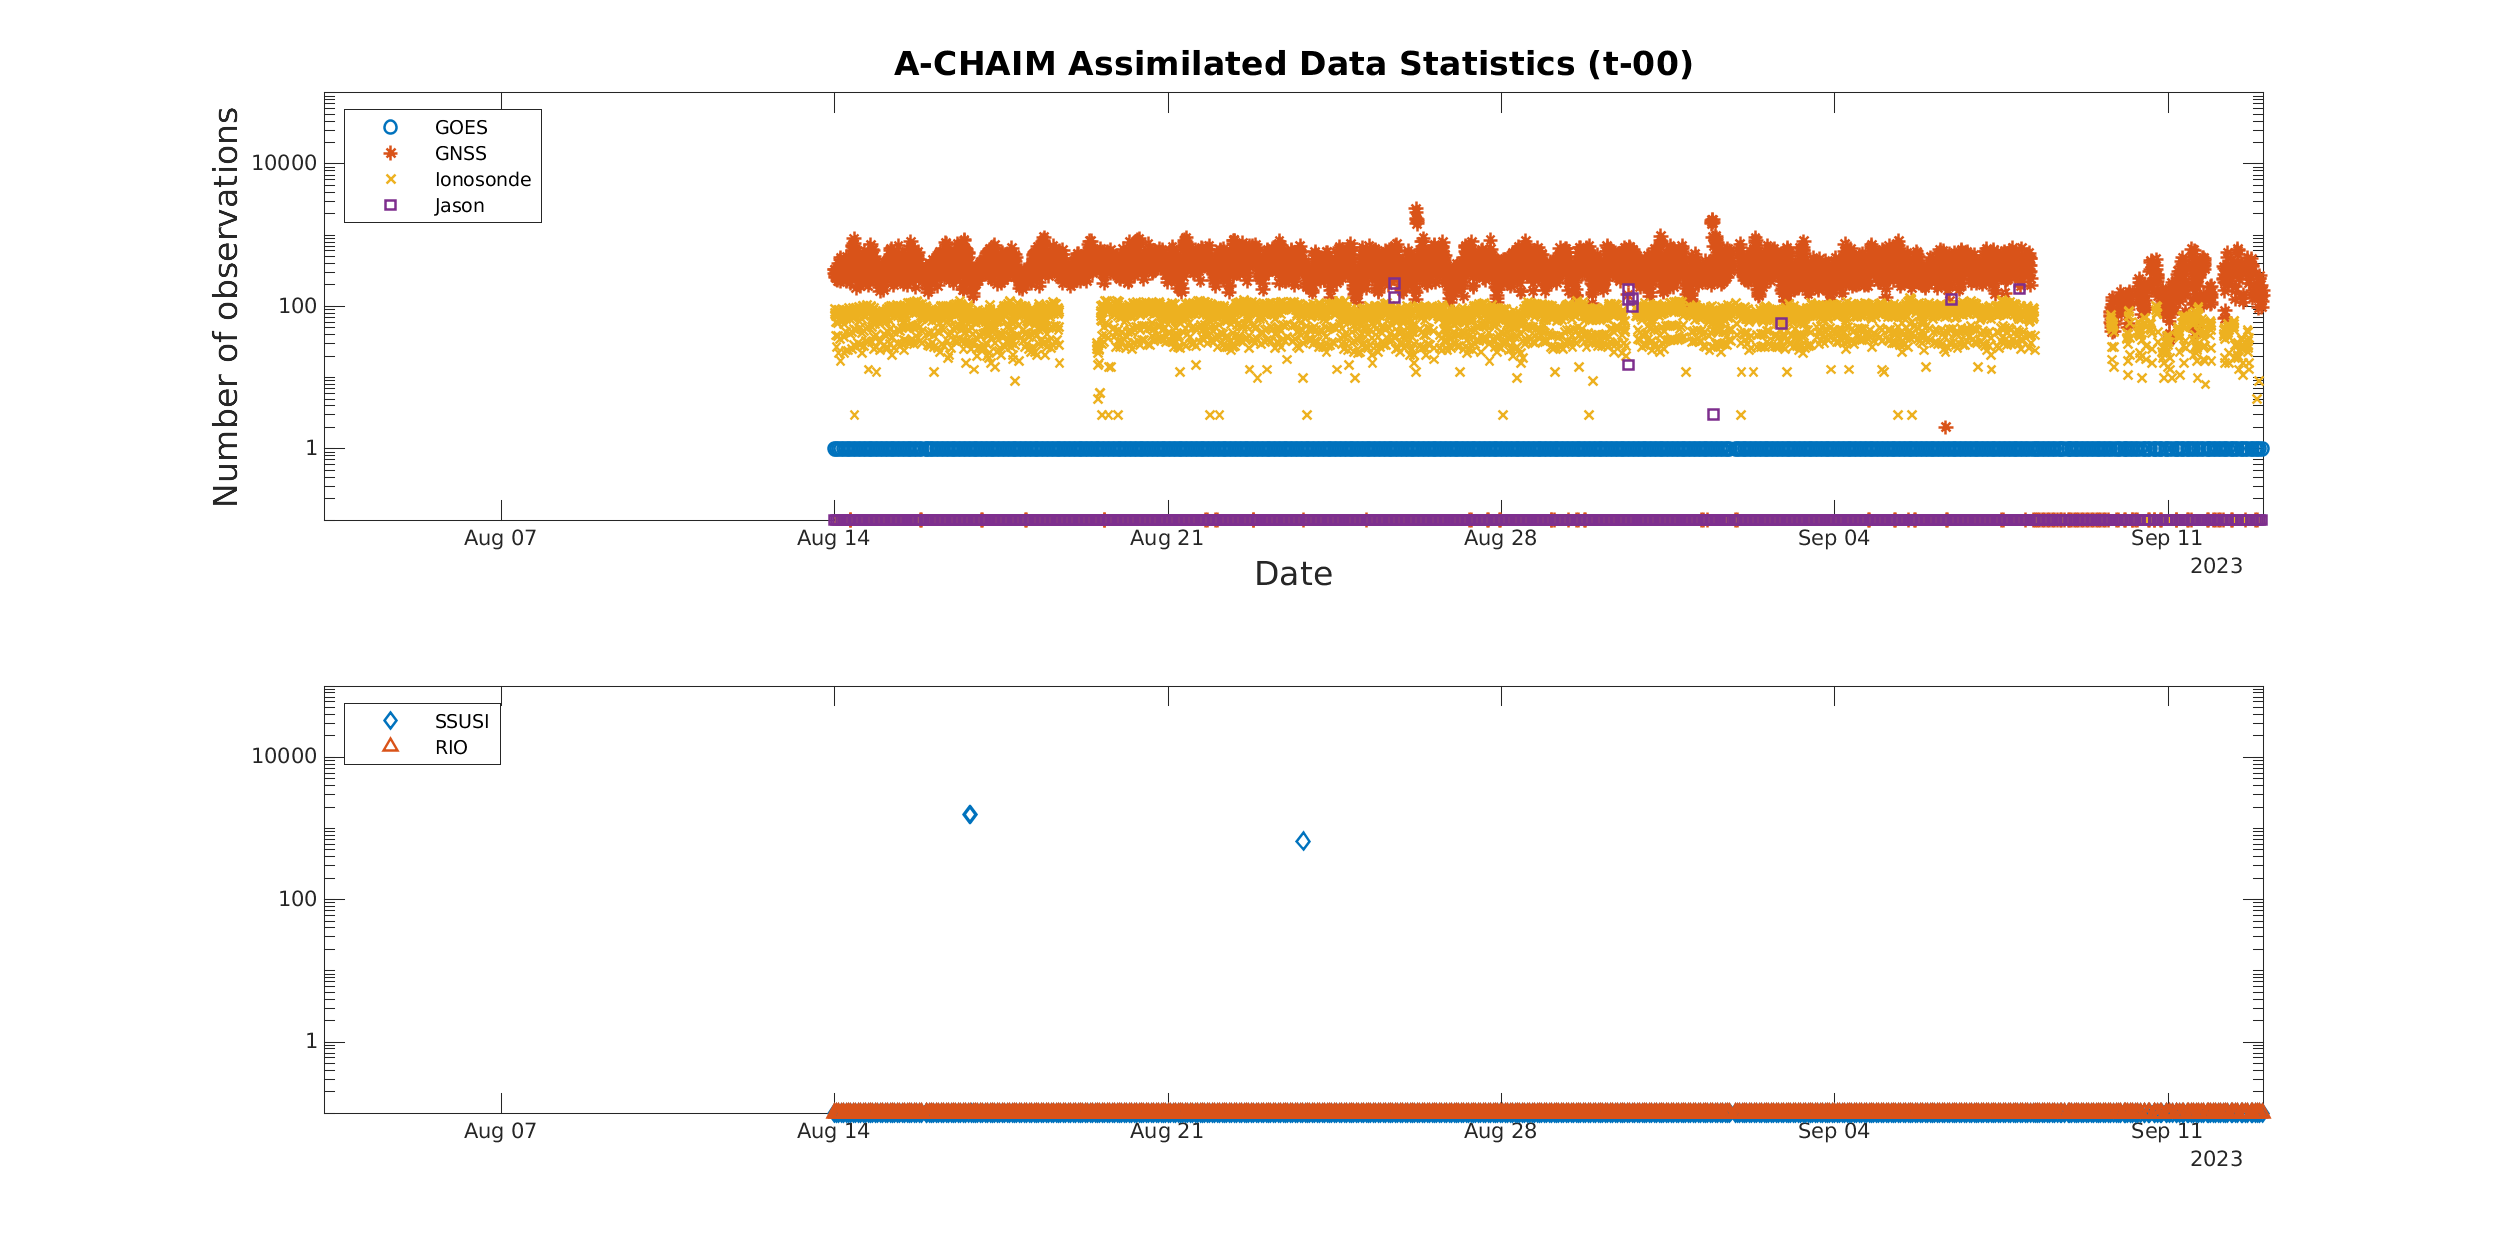 A-CHAIM Assimilated Data Statistics (t-00)
Number of observations
10000
100
1
GOES
GNSS
Ionosonde
Jason
Aug 07 Aug 14 Aug 21 Aug 28 Sep 04 Sep 11
2023
Date
10000
100
1
SSUSI
RIO
Aug 07 Aug 14 Aug 21 Aug 28 Sep 04 Sep 11
2023